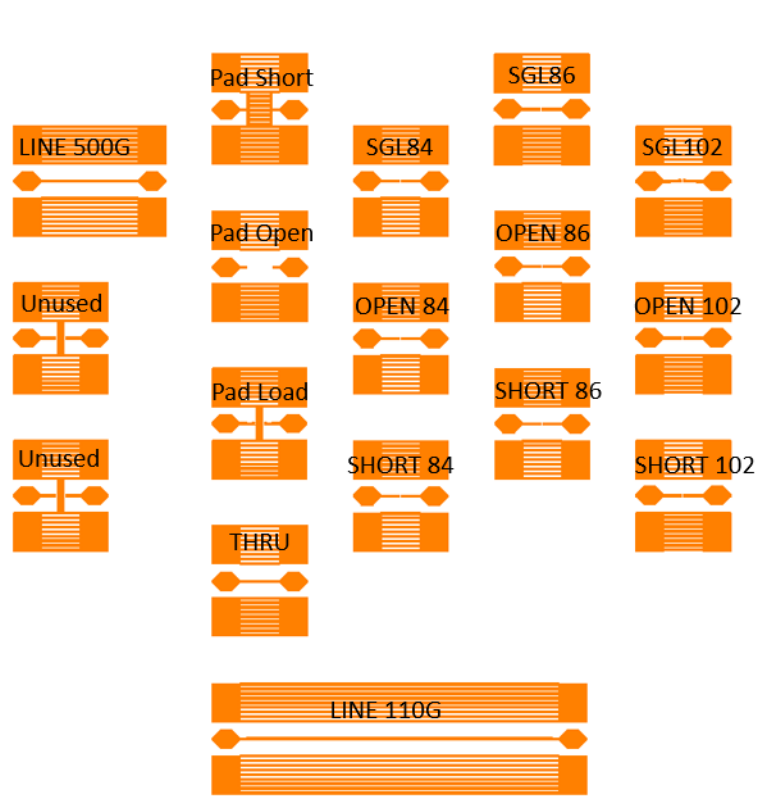 Pad Short
SGL86
LINE 500G
SGL84
SGL102
Pad Open
OPEN 86
Unused
OPEN 84
OPEN 102
Pad Load
SHORT 86
Unused
SHORT 84
SHORT 102
THRU
LINE 110G